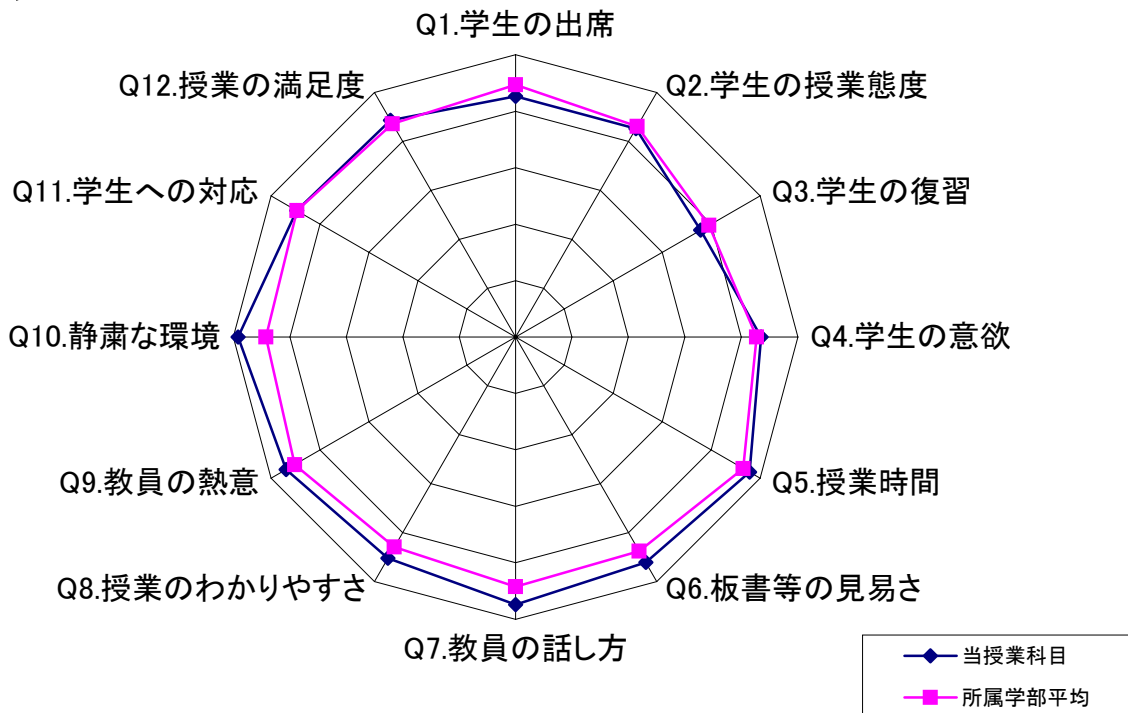 Q1.学生の出席
Q2.学生の授業態度
Q3.学生の復習
Q4.学生の意欲
Q5.授業時間
Q6.板書等の見易さ
Q7.教員の話し方
Q8.授業のわかりやすさ
Q9.教員の熱意
Q10.静粛な環境
Q11.学生への対応
Q12.授業の満足度
当授業科目
所属学部平均